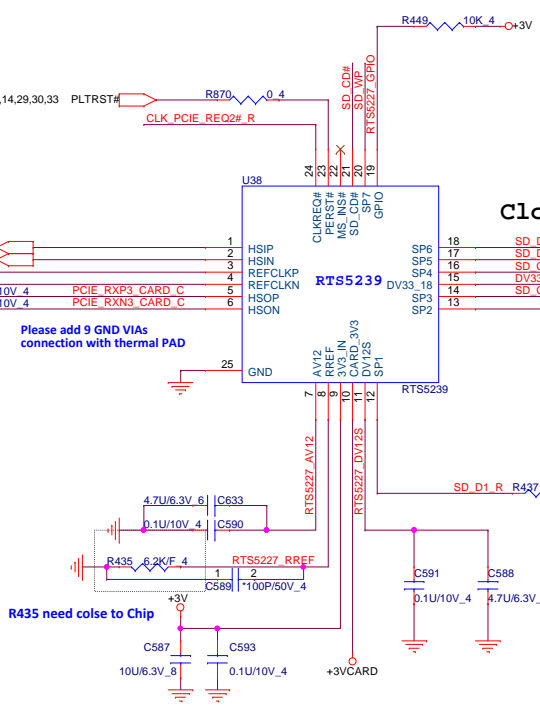 R449 10K_4 +3V
,14,29,30,33 PLTRST#
R870 0_4
CLK_PCIE_REQ2#_R
SD_CD#
SD_WP
RTS5227_GPIO
24
23
22
21
20
19
U38
CLKREQ#
PERST#
MS_INS#
SD_CD#
SP7
GPIO
Clo
1 HSIP
2 HSIN
3 REFCLKP
4 REFCLKN
10V_4 PCIE_RXP3_CARD_C 5 HSOP
10V_4 PCIE_RXN3_CARD_C 6 HSON
RTS5239
SP6 18 SD_D
SP5 17 SD_D
SP4 16 SD_C
DV33_18 15 DV33
SP3 14 SD_C
SP2 13
Please add 9 GND VIAs
connection with thermal PAD
25 GND
AV12
RREF
3V3_IN
CARD_3V3
DV12S
SP1
RTS5239
7
8
9
10
11
12
RTS5227_AV12
RTS5227_DV12S
SD_D1_R R437
4.7U/6.3V_6 C633
0.1U/10V_4 C590
R435 6.2K/F_4 RTS5227_RREF
1 2
C589 *100P/50V_4
R435 need colse to Chip
+3V
C591
0.1U/10V_4
C588
4.7U/6.3V_
C587
10U/6.3V_8
C593
0.1U/10V_4
+3VCARD